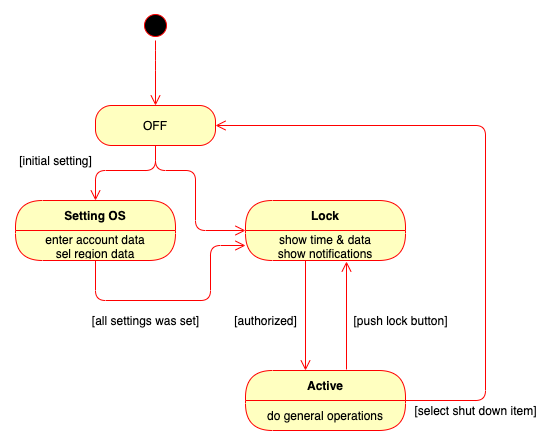 OFF
[initial setting]
Setting OS
enter account data
sel region data
Lock
show time & data
show notifications
[all settings was set]
[authorized]
[push lock button]
Active
do general operations
[select shut down item]